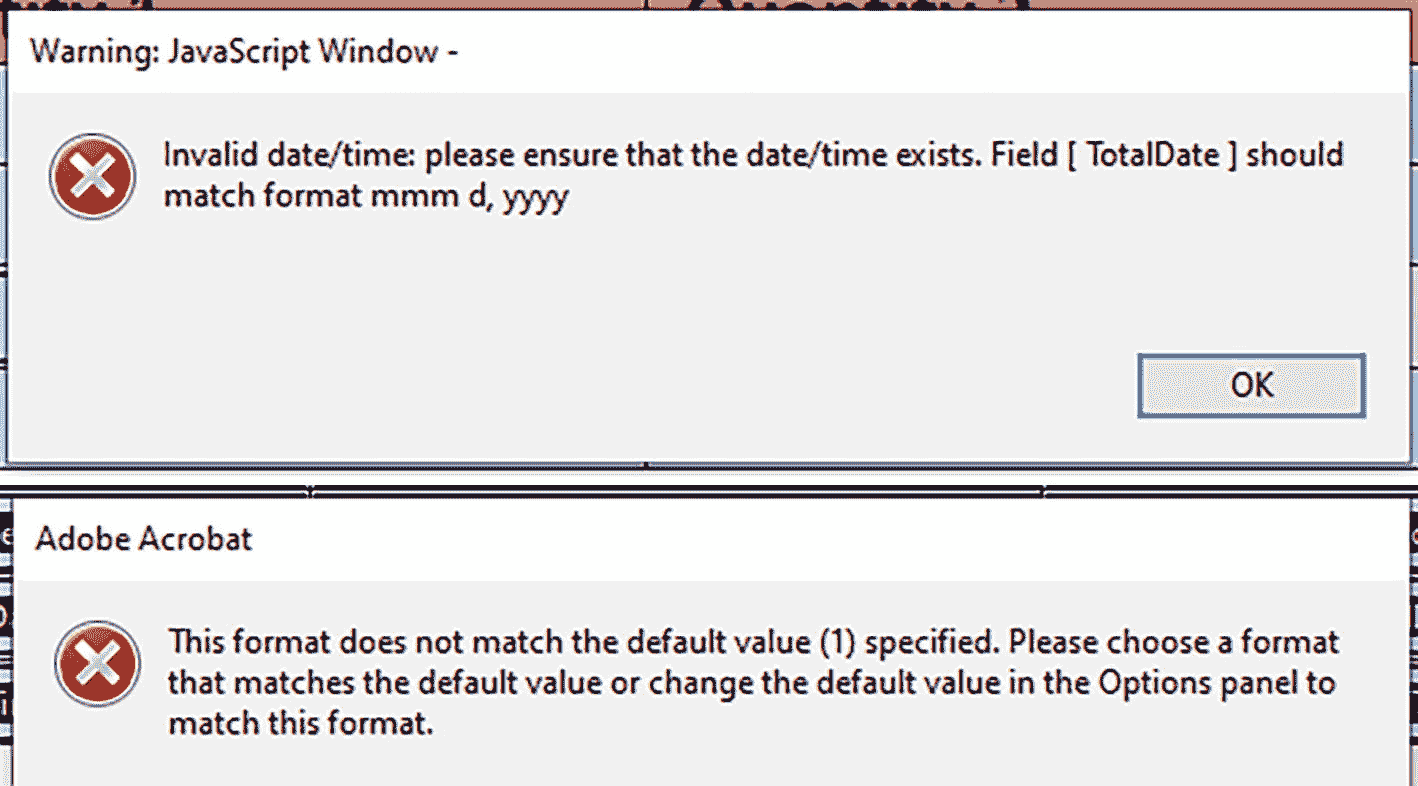 Warning: JavaScript Window -
Invalid date/time: please ensure that the date/time exists. Field [ TotalDate ] should
match format mmm d, yyyy
OK
Adobe Acrobat
This format does not match the default value (1) specified. Please choose a format
that matches the default value or change the default value in the Options panel to
match this format.